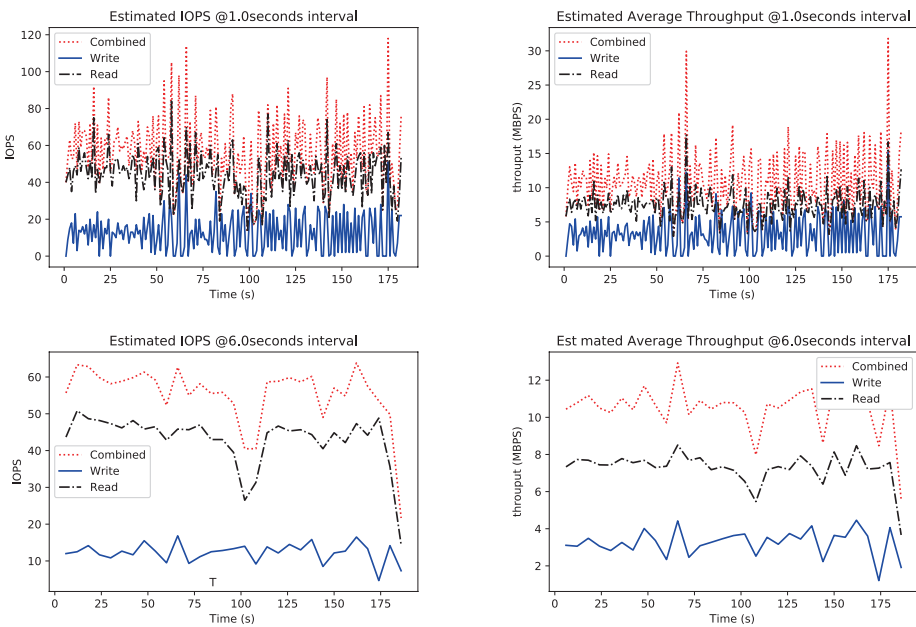 Estimated IOPS @1.0seconds interval
IOPS
120
100
80
60
40
20
0
Combined
Write
Read
0
25
50
75
100
125
150
175
Time (s)
Estimated Average Throughput @1.0seconds interval
throuput (MBPS)
30
25
20
15
10
5
0
Combined
Write
Read
0
25
50
75
100
125
150
175
Time (s)
Estimated IOPS @6.0seconds interval
IOPS
60
50
40
30
20
10
Combined
Write
Read
T
0
25
50
75
100
125
150
175
Time (s)
Est mated Average Throughput @6.0seconds interval
throuput (MBPS)
12
10
8
6
4
2
Combined
Write
Read
0
25
50
75
100
125
150
175
Time (s)